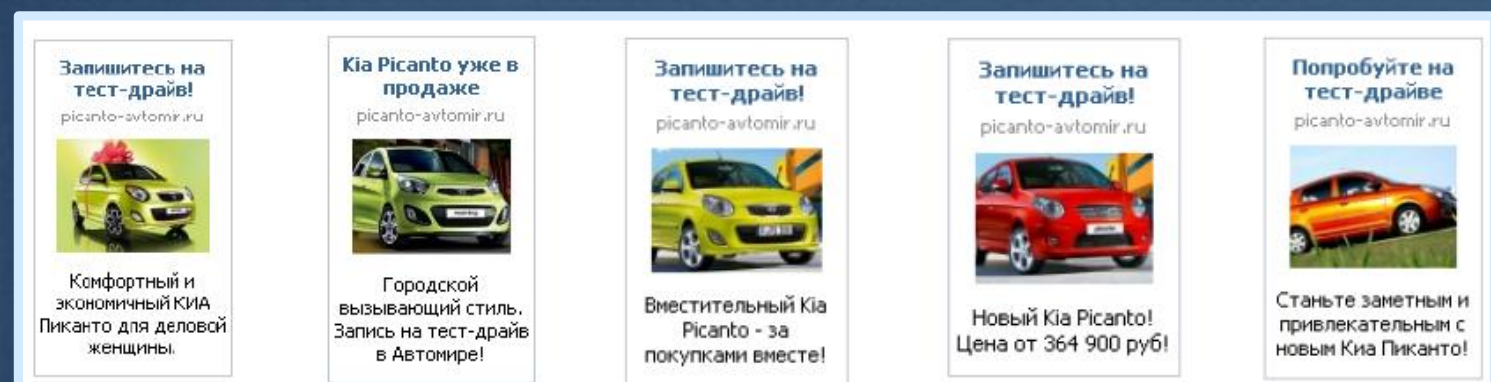 Запишитесь на
тест-драйв!
picanto-avtomir.ru
Комфортный и
экономичный КИА
Пиканто для деловой
женщины.
Kia Picanto уже в
продаже
picanto-avtomir.ru
Городской
вызывающий стиль.
Запись на тест-драйв
в Автомире!
Запишитесь на
тест-драйв!
picanto-avtomir.ru
Вместительный Kia
Picanto - за
покупками вместе!
Запишитесь на
тест-драйв!
picanto-avtomir.ru
Новый Kia Picanto!
Цена от 364 900 руб!
Попробуйте на
тест-драйве
picanto-avtomir.ru
Станьте заметным и
привлекательным с
новым Киа Пиканто!